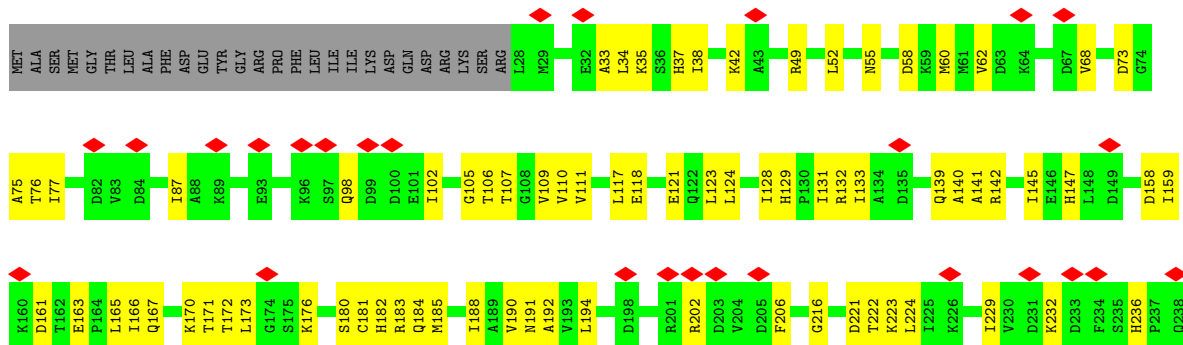 MET ALA SER MET GLY THR LEU ALA PHE ASP GLU TYR GLY ARG PRO PHE LEU ILE ILE LYS ASP GLN ASP ARG LYS SER ARG L28 M29 E32 A33 L34 K35 S36 H37 I38 K42 A43 R49 L52 N55 D58 K59 M60 M61 V62 D63 K64 D67 V68 D73 G74
A75 T76 I77 D82 V83 D84 I87 A88 K89 E93 K96 S97 Q98 D99 D100 E101 I102 G105 T106 T107 G108 V109 V110 V111 L117 E118 E121 Q122 L123 L124 I128 H129 P130 I131 R132 I133 A134 D135 Q139 A140 A141 R142 I145 E146 H147 L148 D149 D158 I159
K160 D161 T162 E163 P164 L165 I166 Q167 K170 T171 T172 L173 G174 S175 K176 S180 C181 H182 R183 Q184 M185 I188 A189 V190 N191 A192 V193 L194 D198 R201 R202 D203 V204 D205 F206 G216 D221 T222 K223 L224 I225 K226 I229 V230 D231 K232 D233 F234 S235 H236 P237 Q238